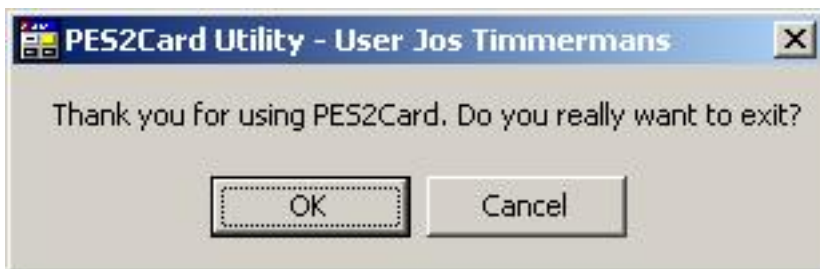 PES2Card Utility - User Jos Timmermans
Thank you for using PES2Card. Do you really want to exit?
OK
Cancel